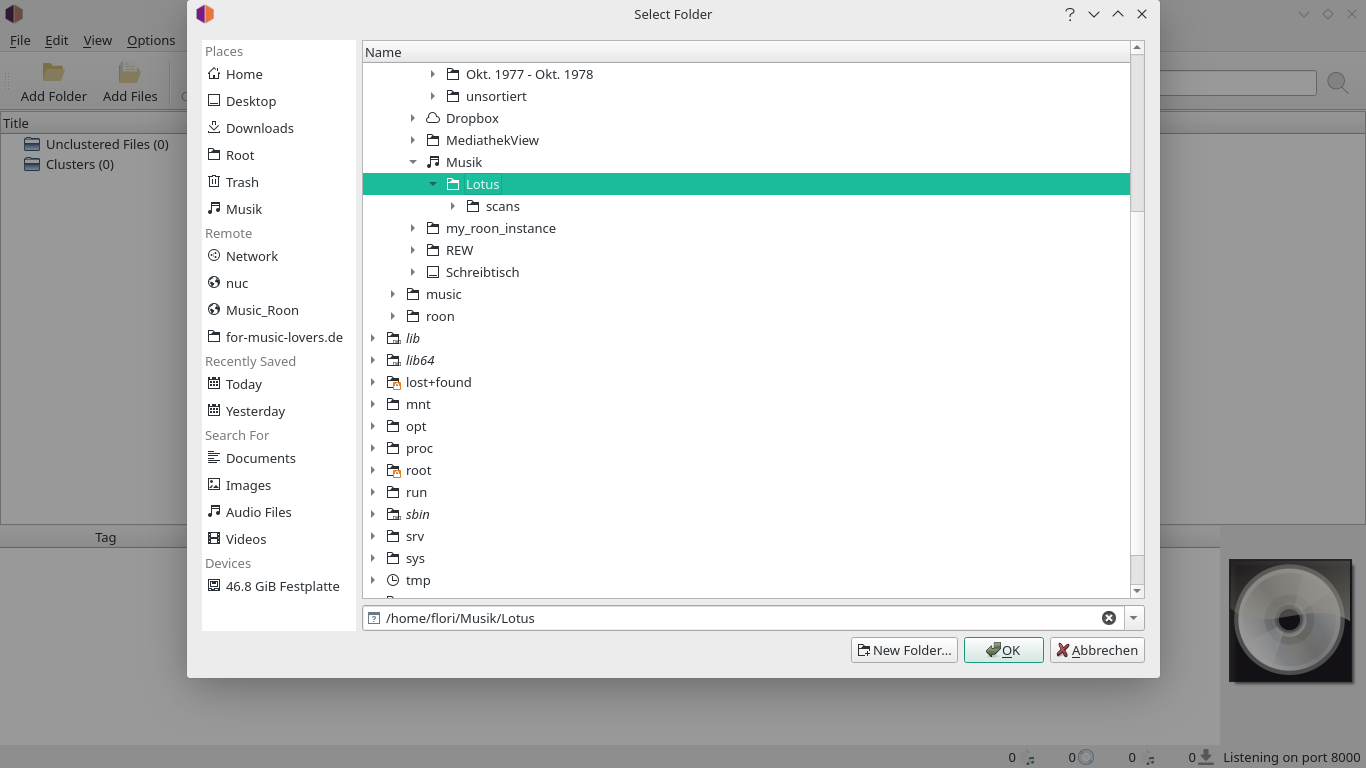 Select Folder
File Edit View Options
Add Folder Add Files
Title
Unclustered Files (0)
Clusters (0)
Tag
Places
Home
Desktop
Downloads
Root
Trash
Musik
Remote
Network
nuc
Music_Roon
for-music-lovers.de
Recently Saved
Today
Yesterday
Search For
Documents
Images
Audio Files
Videos
Devices
46.8 GiB Festplatte
Name
Okt. 1977 - Okt. 1978
unsortiert
Dropbox
MediathekView
Musik
Lotus
scans
my_roon_instance
REW
Schreibtisch
music
roon
lib
lib64
lost+found
mnt
opt
proc
root
run
sbin
srv
sys
tmp
/home/flori/Musik/Lotus
New Folder... OK Abbrechen
0 0 0 0 Listening on port 8000